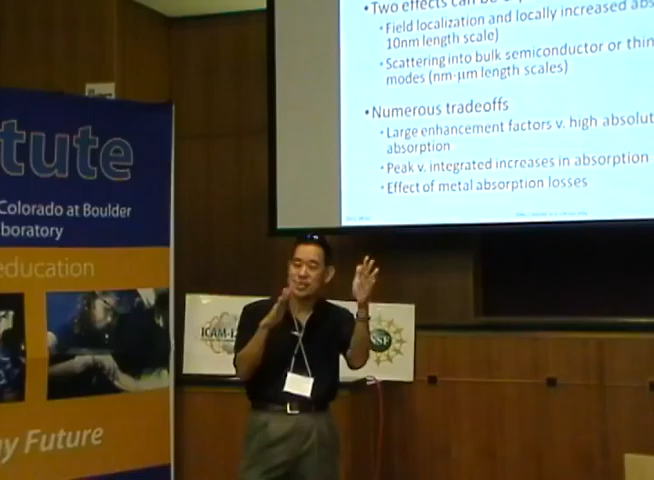 •Two effects can be
•Field localization and locally increased abs
10nm length scale)
•Scattering into bulk semiconductor or thin
modes (nm-µm length scales)
•Numerous tradeoffs
•Large enhancement factors v. high absolut
absorption
•Peak v. integrated increases in absorption
•Effect of metal absorption losses
tute
Colorado at Boulder
boratory
education
y Future
ICAM-I
NSF